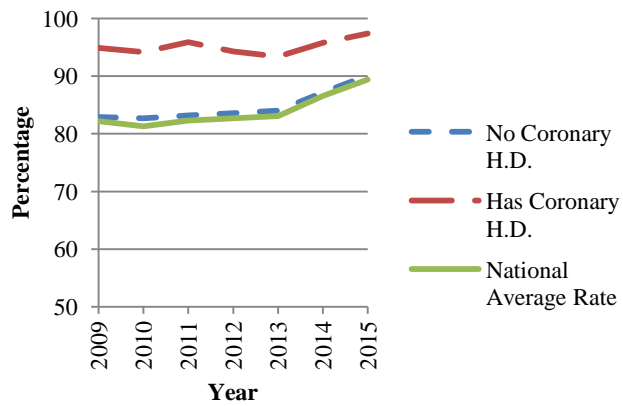 100
90
80
70
60
50
Percentage
2009
2010
2011
2012
2013
2014
2015
Year
No Coronary
H.D.
Has Coronary
H.D.
National
Average Rate